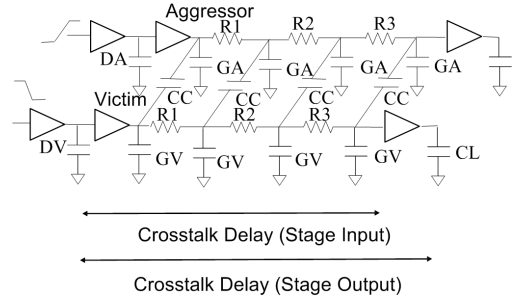 Aggressor
R1 R2 R3
DA GA GA GA GA
Victim CC CC CC CC
R1 R2 R3
DV GV GV GV GV CL
Crosstalk Delay (Stage Input)
Crosstalk Delay (Stage Output)